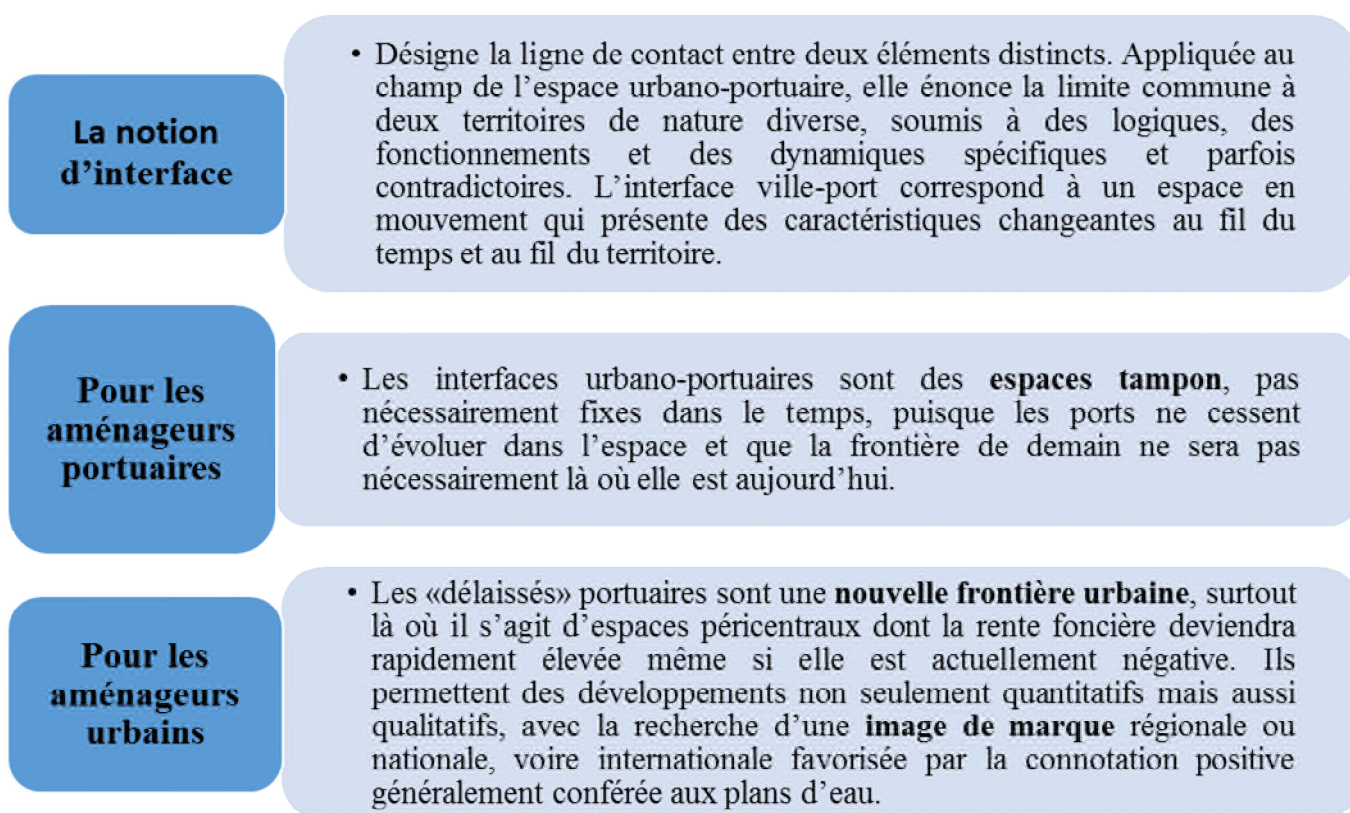 La notion
d’interface
• Désigne la ligne de contact entre deux éléments distincts. Appliquée au
champ de l’espace urbano-portuaire, elle énonce la limite commune à
deux territoires de nature diverse, soumis à des logiques, des
fonctionnements et des dynamiques spécifiques et parfois
contradictoires. L’interface ville-port correspond à un espace en
mouvement qui présente des caractéristiques changeantes au fil du
temps et au fil du territoire.
Pour les
aménageurs
portuaires
• Les interfaces urbano-portuaires sont des espaces tampon, pas
nécessairement fixes dans le temps, puisque les ports ne cessent
d’évoluer dans l’espace et que la frontière de demain ne sera pas
nécessairement là où elle est aujourd’hui.
Pour les
aménageurs
urbains
• Les «délaissés» portuaires sont une nouvelle frontière urbaine, surtout
là où il s’agit d’espaces péricentraux dont la rente foncière deviendra
rapidement élevée même si elle est actuellement négative. Ils
permettent des développements non seulement quantitatifs mais aussi
qualitatifs, avec la recherche d’une image de marque régionale ou
nationale, voire internationale favorisée par la connotation positive
généralement conférée aux plans d’eau.